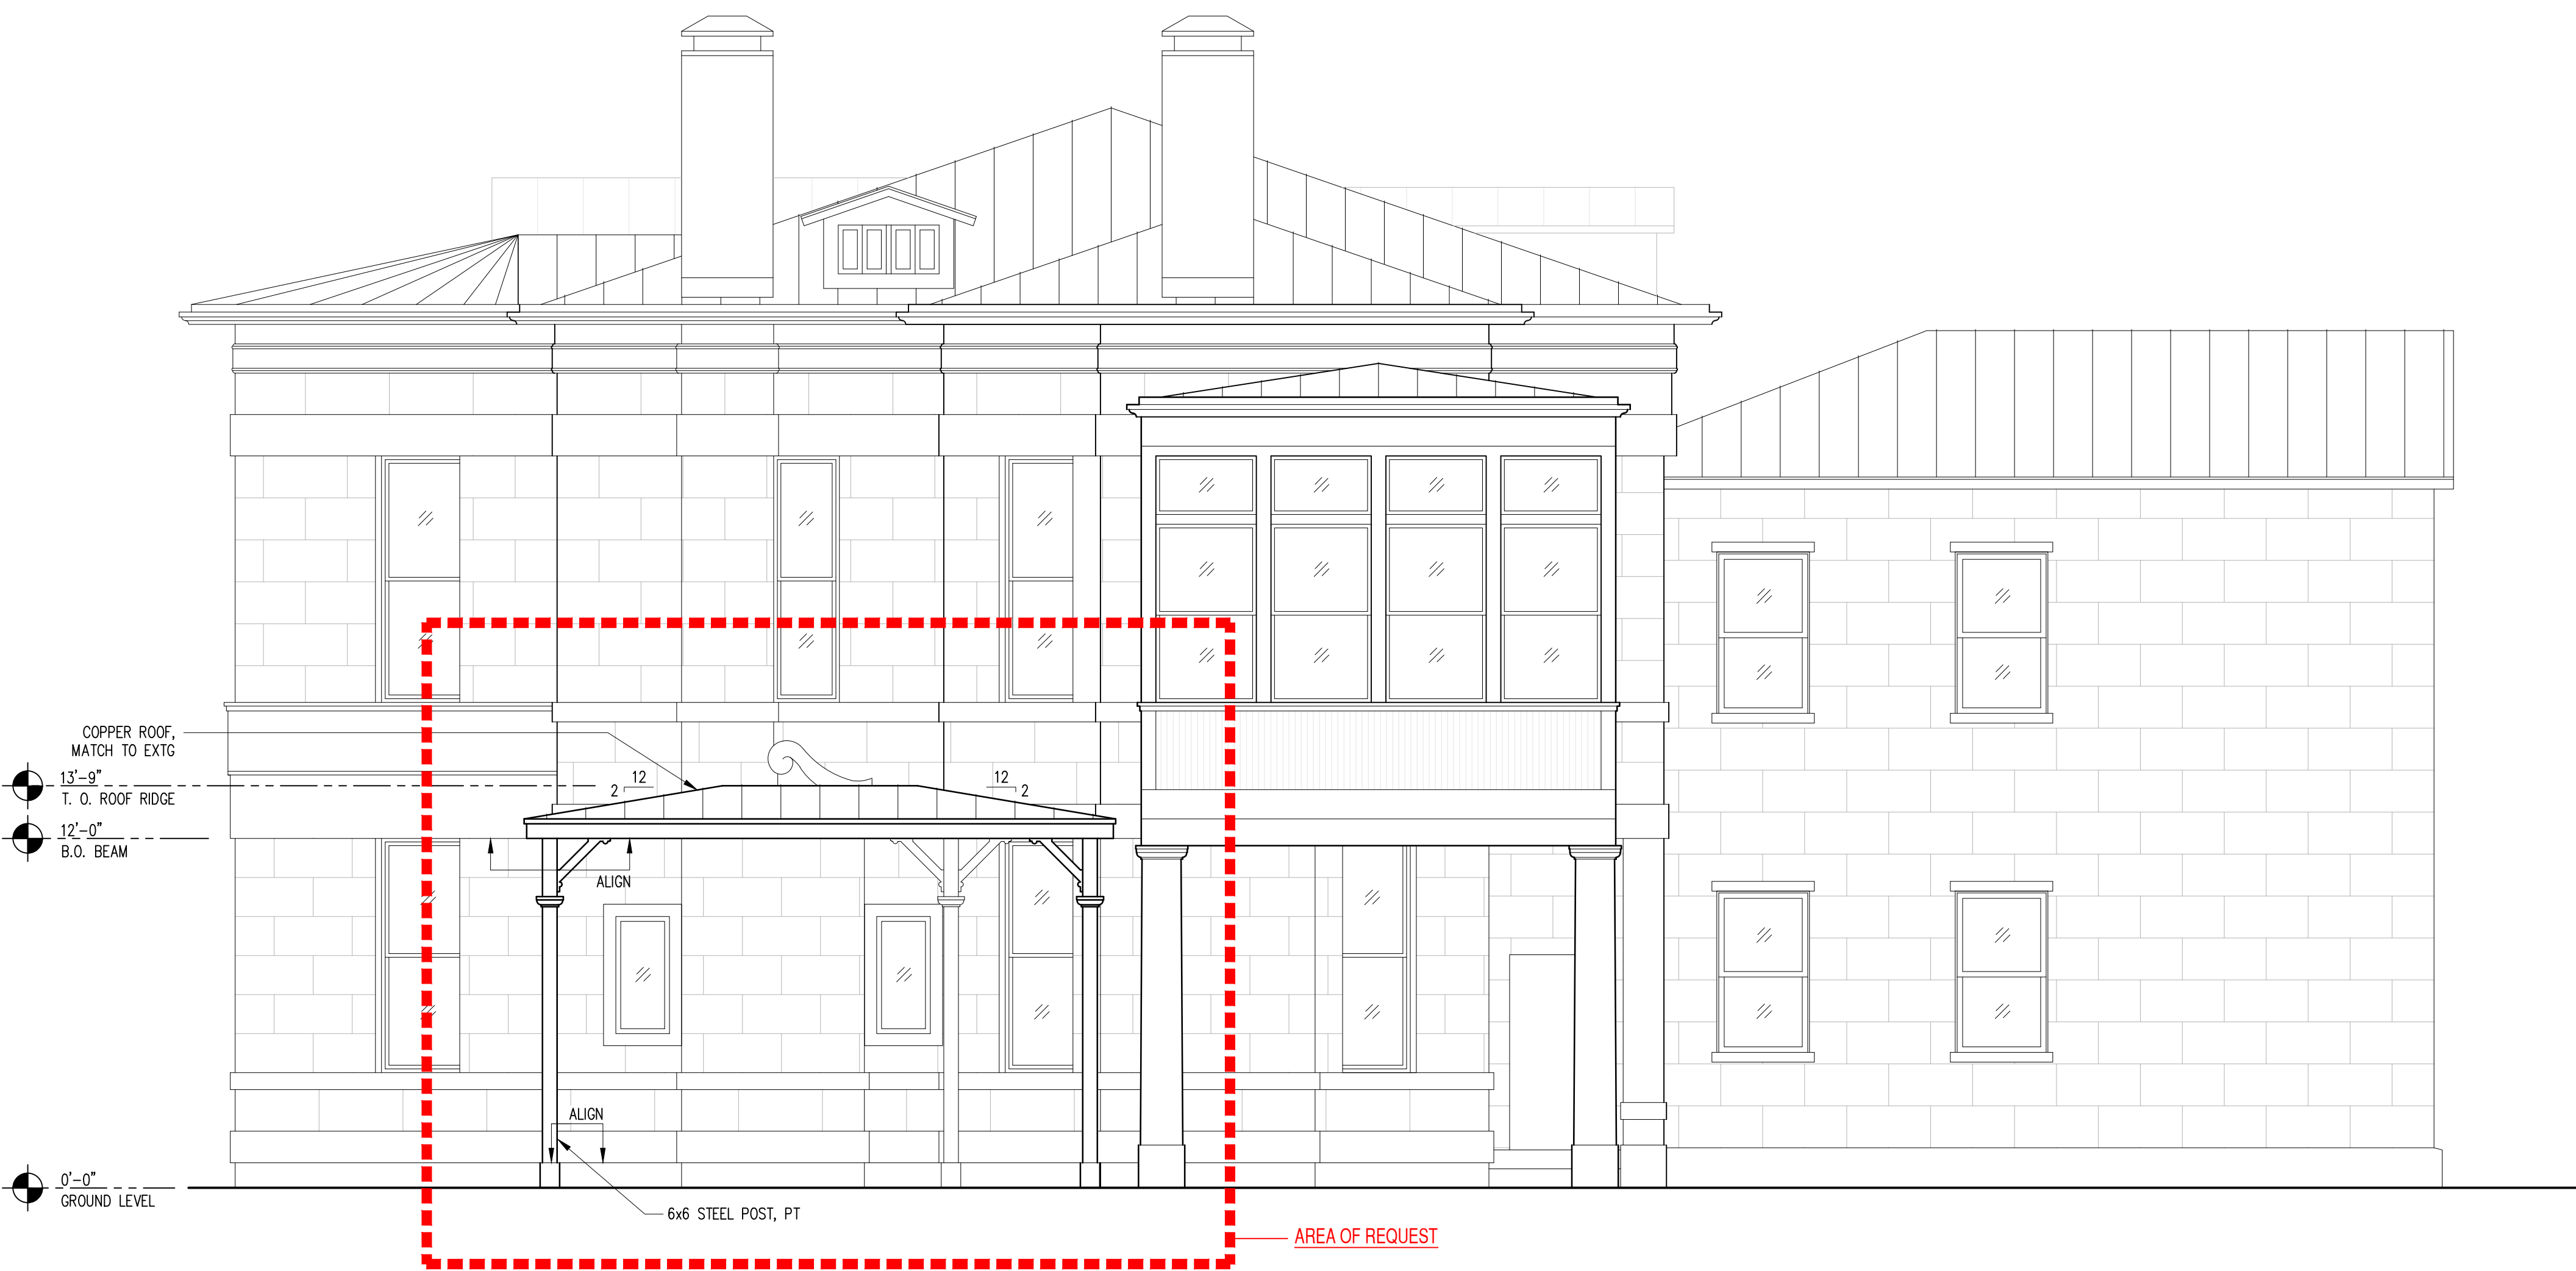 COPPER ROOF,
MATCH TO EXTG
13'-9"
T. O. ROOF RIDGE
12
2
12
2
12'-0"
B.O. BEAM
ALIGN
ALIGN
0'-0"
GROUND LEVEL
6x6 STEEL POST, PT
AREA OF REQUEST